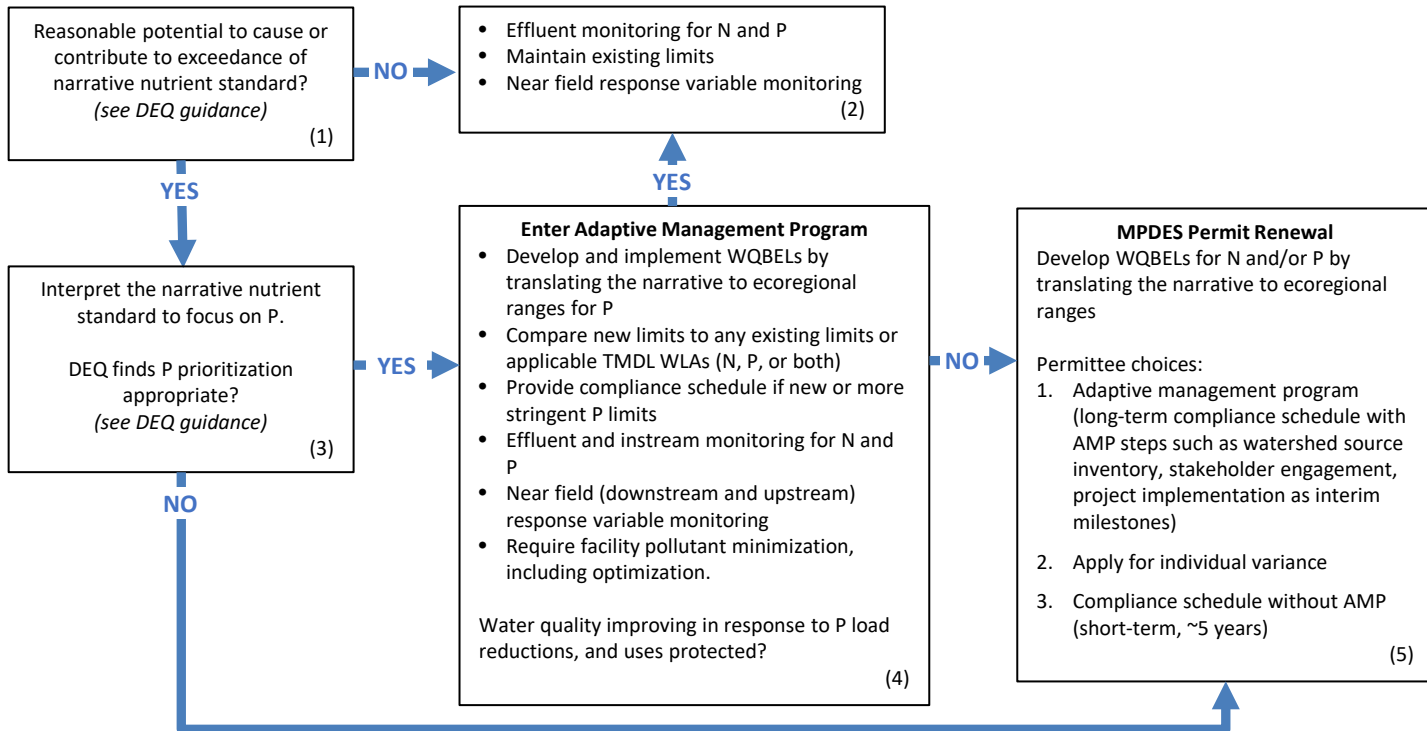 Reasonable potential to cause or
contribute to exceedance of
narrative nutrient standard?
(see DEQ guidance)
(1)
NO
• Effluent monitoring for N and P
• Maintain existing limits
• Near field response variable monitoring
(2)
YES
Interpret the narrative nutrient
standard to focus on P.
DEQ finds P prioritization
appropriate?
(see DEQ guidance)
(3)
YES
NO
YES
Enter Adaptive Management Program
• Develop and implement WQBELs by
translating the narrative to ecoregional
ranges for P
• Compare new limits to any existing limits or
applicable TMDL WLAs (N, P, or both)
• Provide compliance schedule if new or more
stringent P limits
• Effluent and instream monitoring for N and
P
• Near field (downstream and upstream)
response variable monitoring
• Require facility pollutant minimization,
including optimization.
Water quality improving in response to P load
reductions, and uses protected?
(4)
NO
MPDES Permit Renewal
Develop WQBELs for N and/or P by
translating the narrative to ecoregional
ranges
Permittee choices:
1. Adaptive management program
(long-term compliance schedule with
AMP steps such as watershed source
inventory, stakeholder engagement,
project implementation as interim
milestones)
2. Apply for individual variance
3. Compliance schedule without AMP
(short-term, ~5 years)
(5)